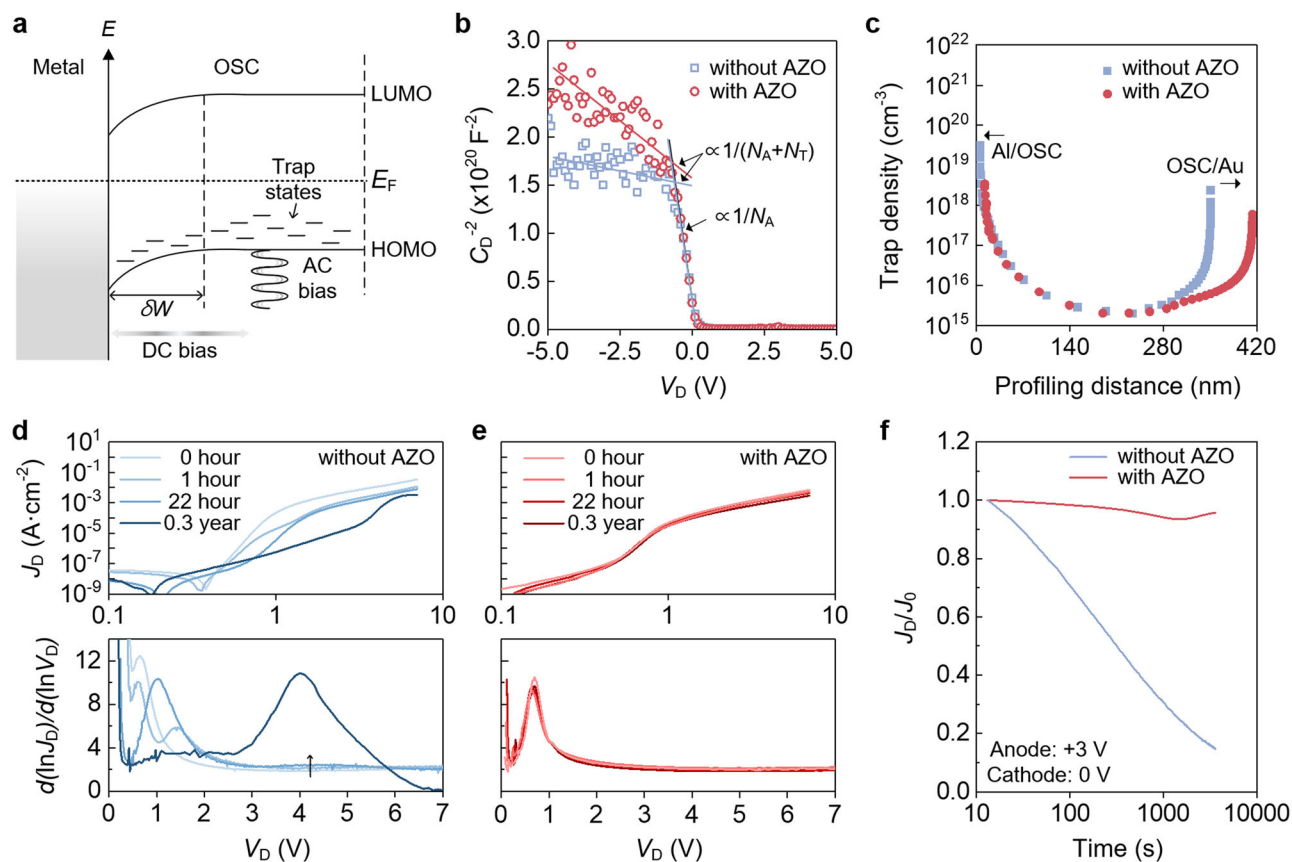 a
E
Metal
OSC
LUMO
Trap
states
E_F
HOMO
AC
bias
δW
DC bias
b
C_D^-2 (x10^20 F^-2)
3.0
2.5
2.0
1.5
1.0
0.5
0.0
without AZO
with AZO
∝1/(N_A+N_T)
∝1/N_A
-5.0 -2.5 0.0 2.5 5.0
V_D (V)
c
Trap density (cm^-3)
10^22
10^21
10^20
10^19
10^18
10^17
10^16
10^15
without AZO
with AZO
Al/OSC
OSC/Au
0 140 280 420
Profiling distance (nm)
d
J_D (A·cm^-2)
10^1
10^-1
10^-3
10^-5
10^-7
10^-9
0 hour
1 hour
22 hour
0.3 year
without AZO
0.1 1 10
d(lnJ_D)/d(lnV_D)
12
8
4
0
0 1 2 3 4 5 6 7
V_D (V)
e
0 hour
1 hour
22 hour
0.3 year
with AZO
0.1 1 10
0 1 2 3 4 5 6 7
V_D (V)
f
J_D/J_0
1.2
1.0
0.8
0.6
0.4
0.2
0.0
without AZO
with AZO
Anode: +3 V
Cathode: 0 V
10 100 1000 10000
Time (s)